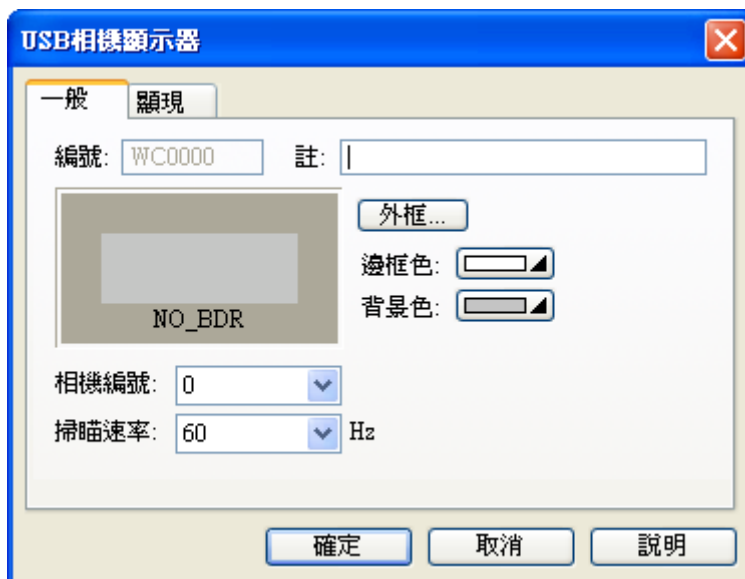 USB相機顯示器
一般 顯現
編號: WC0000 註:
外框...
邊框色:
背景色:
NO_BDR
相機編號: 0
掃瞄速率: 60 Hz
確定 取消 說明